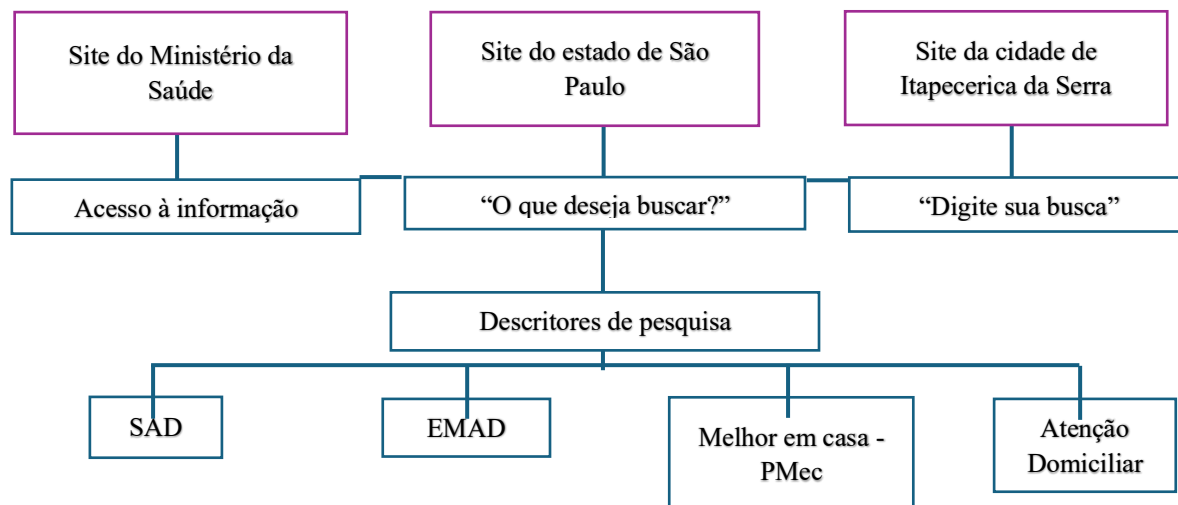 Site do Ministério da
Saúde
Site do estado de São
Paulo
Site da cidade de
Itapecerica da Serra
Acesso à informação
“O que deseja buscar?”
“Digite sua busca”
Descritores de pesquisa
SAD
EMAD
Melhor em casa -
PMec
Atenção
Domiciliar